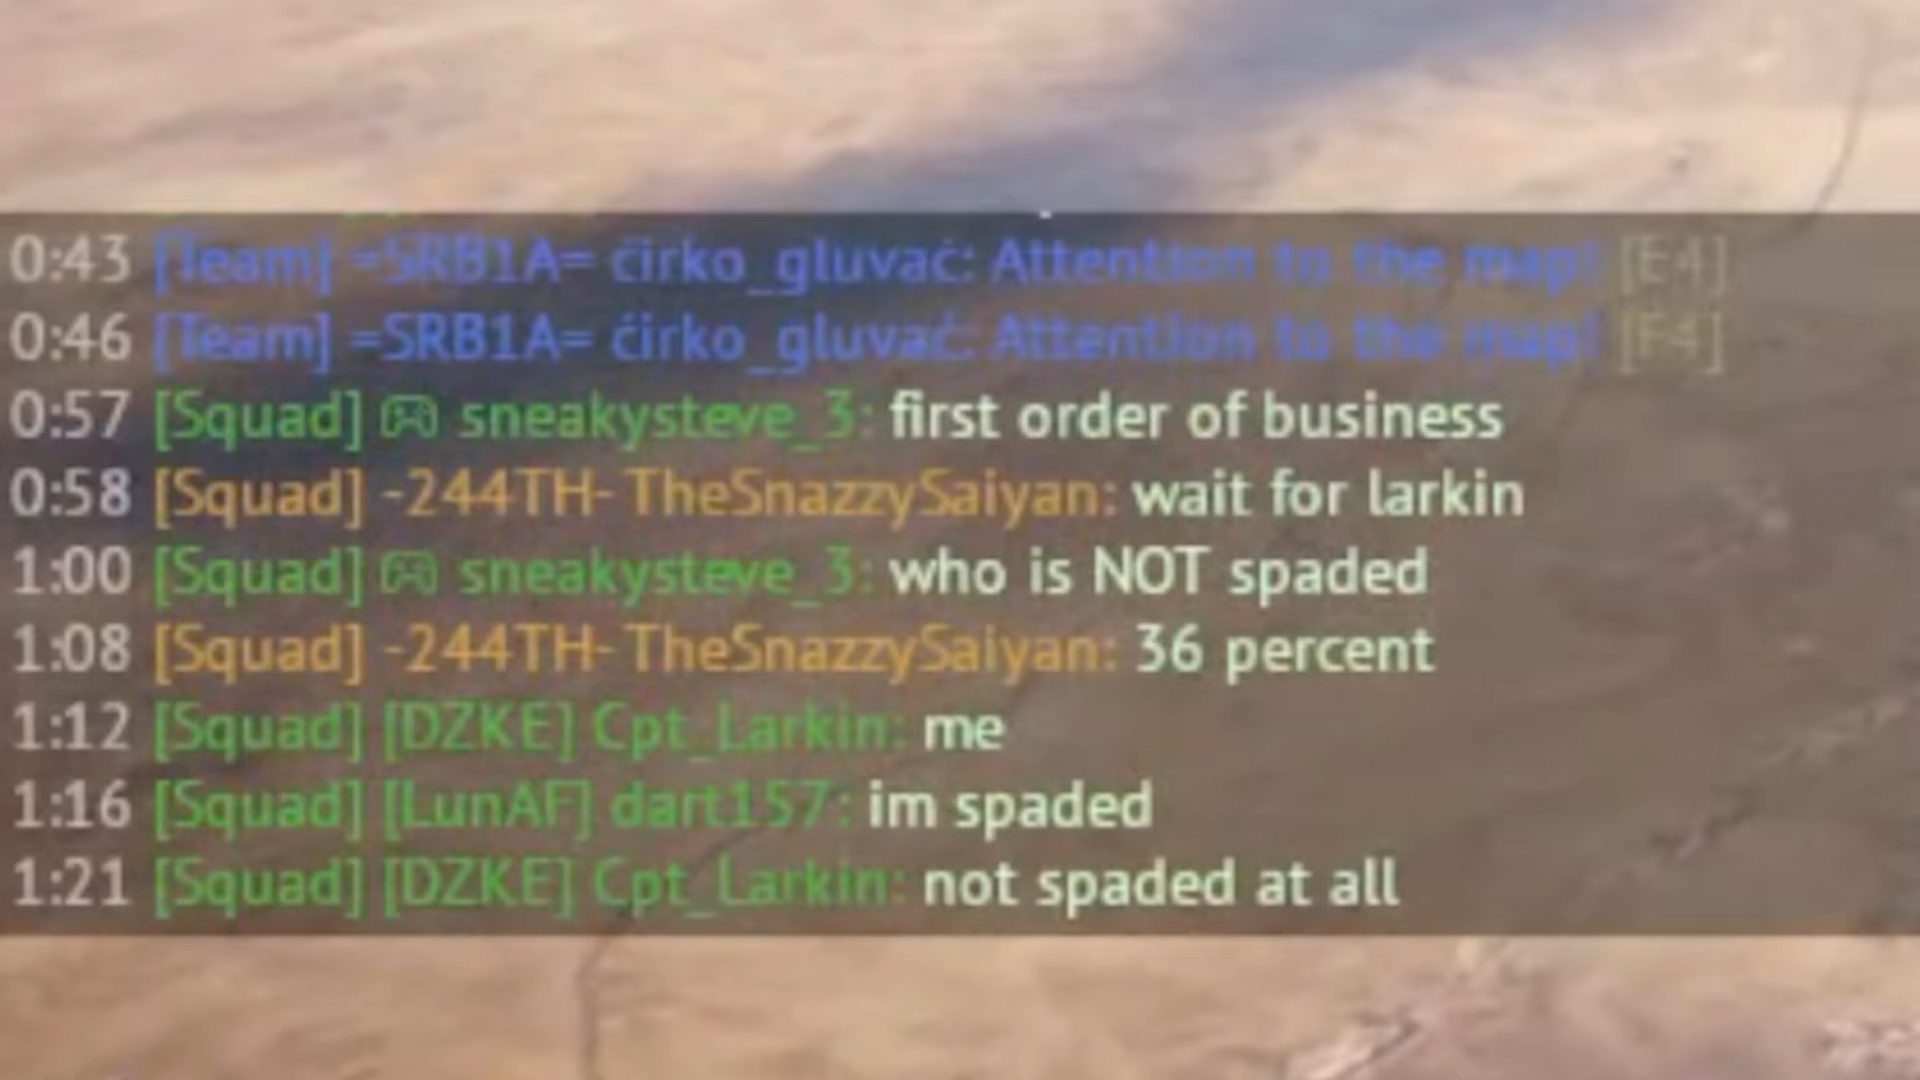 0:43 [Team] =SRB1A= ćirko_gluvać: Attention to the map! [E4]
0:46 [Team] =SRB1A= ćirko_gluvać: Attention to the map! [F4]
0:57 [Squad] 🎮 sneakysteve_3: first order of business
0:58 [Squad] -244TH- TheSnazzySaiyan: wait for larkin
1:00 [Squad] 🎮 sneakysteve_3: who is NOT spaded
1:08 [Squad] -244TH- TheSnazzySaiyan: 36 percent
1:12 [Squad] [DZKE] Cpt_Larkin: me
1:16 [Squad] [LunAF] dart157: im spaded
1:21 [Squad] [DZKE] Cpt_Larkin: not spaded at all